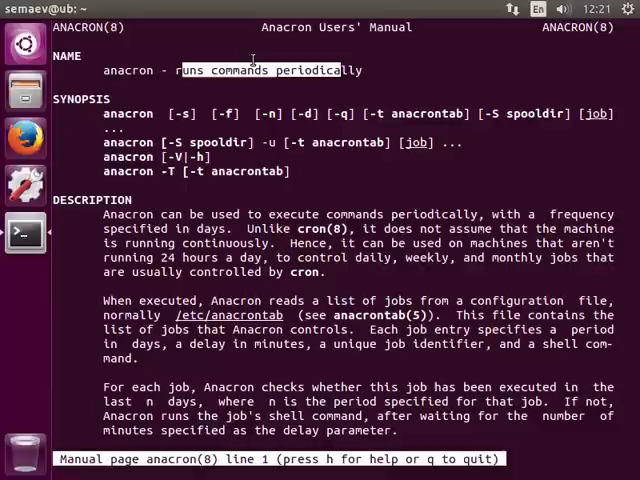 semaev@ub: ~
En
12:21
ACRON(8) Anacron Users' Manual ANACRON(8)
NAME
anacron - runs commands periodically
SYNOPSIS
anacron [-s] [-f] [-n] [-d] [-q] [-t anacrontab] [-S spooldir] [job]
...
anacron [-S spooldir] -u [-t anacrontab] [job] ...
anacron [-V|-h]
anacron -T [-t anacrontab]
DESCRIPTION
Anacron can be used to execute commands periodically, with a frequency
specified in days. Unlike cron(8), it does not assume that the machine
is running continuously. Hence, it can be used on machines that aren't
running 24 hours a day, to control daily, weekly, and monthly jobs that
are usually controlled by cron.
When executed, Anacron reads a list of jobs from a configuration file,
normally /etc/anacrontab (see anacrontab(5)). This file contains the
list of jobs that Anacron controls. Each job entry specifies a period
in days, a delay in minutes, a unique job identifier, and a shell com-
mand.
For each job, Anacron checks whether this job has been executed in the
last n days, where n is the period specified for that job. If not,
Anacron runs the job's shell command, after waiting for the number of
minutes specified as the delay parameter.
Manual page anacron(8) line 1 (press h for help or q to quit)